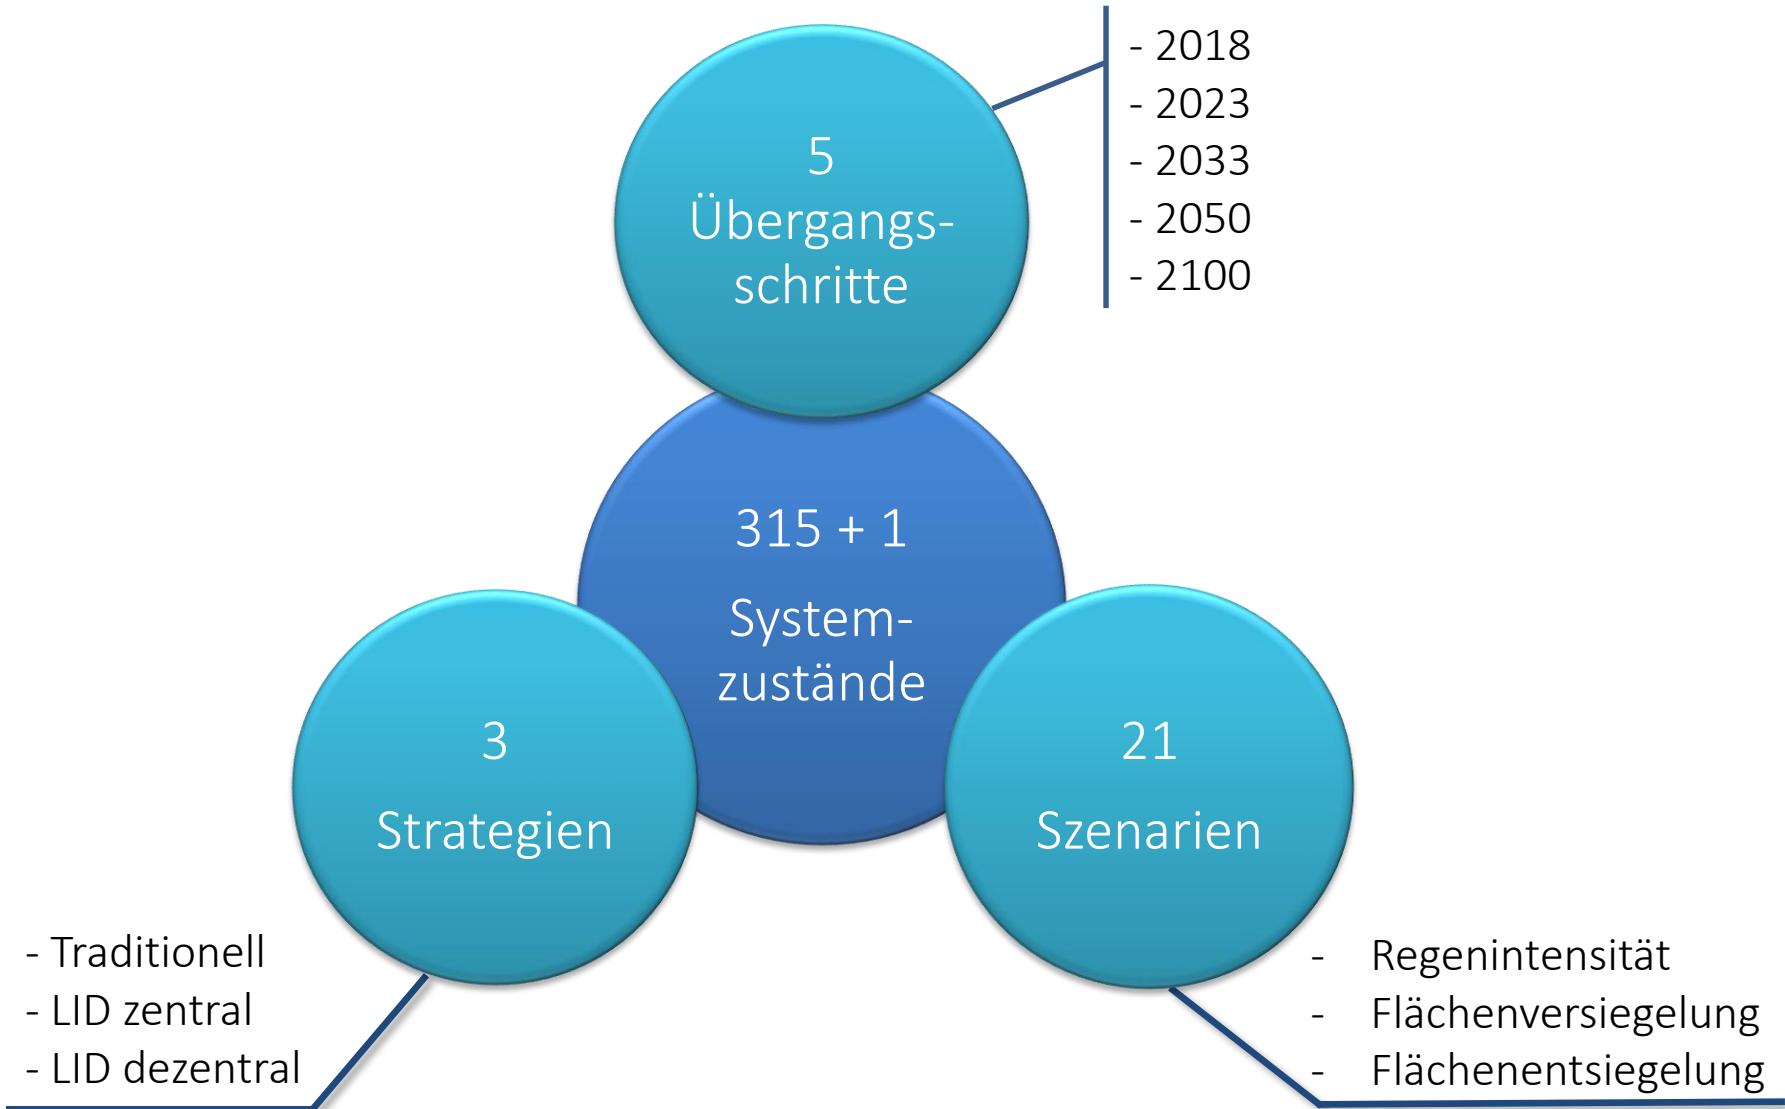 5
Übergangs-
schritte
- 2018
- 2023
- 2033
- 2050
- 2100
315 + 1
System-
zustände
3
Strategien
21
Szenarien
- Traditionell
- LID zentral
- LID dezentral
- Regenintensität
- Flächenversiegelung
- Flächenentsiegelung